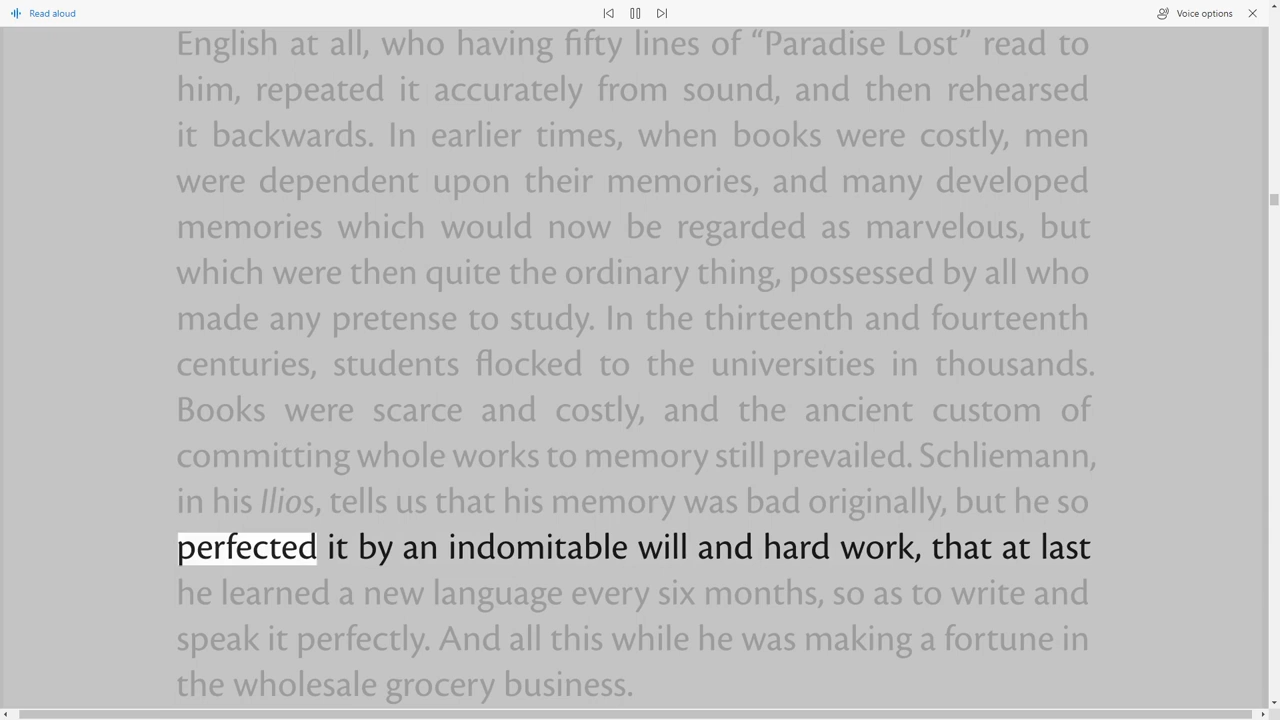 Read aloud
Voice options
English at all, who having fifty lines of “Paradise Lost” read to
him, repeated it accurately from sound, and then rehearsed
it backwards. In earlier times, when books were costly, men
were dependent upon their memories, and many developed
memories which would now be regarded as marvelous, but
which were then quite the ordinary thing, possessed by all who
made any pretense to study. In the thirteenth and fourteenth
centuries, students flocked to the universities in thousands.
Books were scarce and costly, and the ancient custom of
committing whole works to memory still prevailed. Schliemann,
in his Ilios, tells us that his memory was bad originally, but he so
perfected it by an indomitable will and hard work, that at last
he learned a new language every six months, so as to write and
speak it perfectly. And all this while he was making a fortune in
the wholesale grocery business.